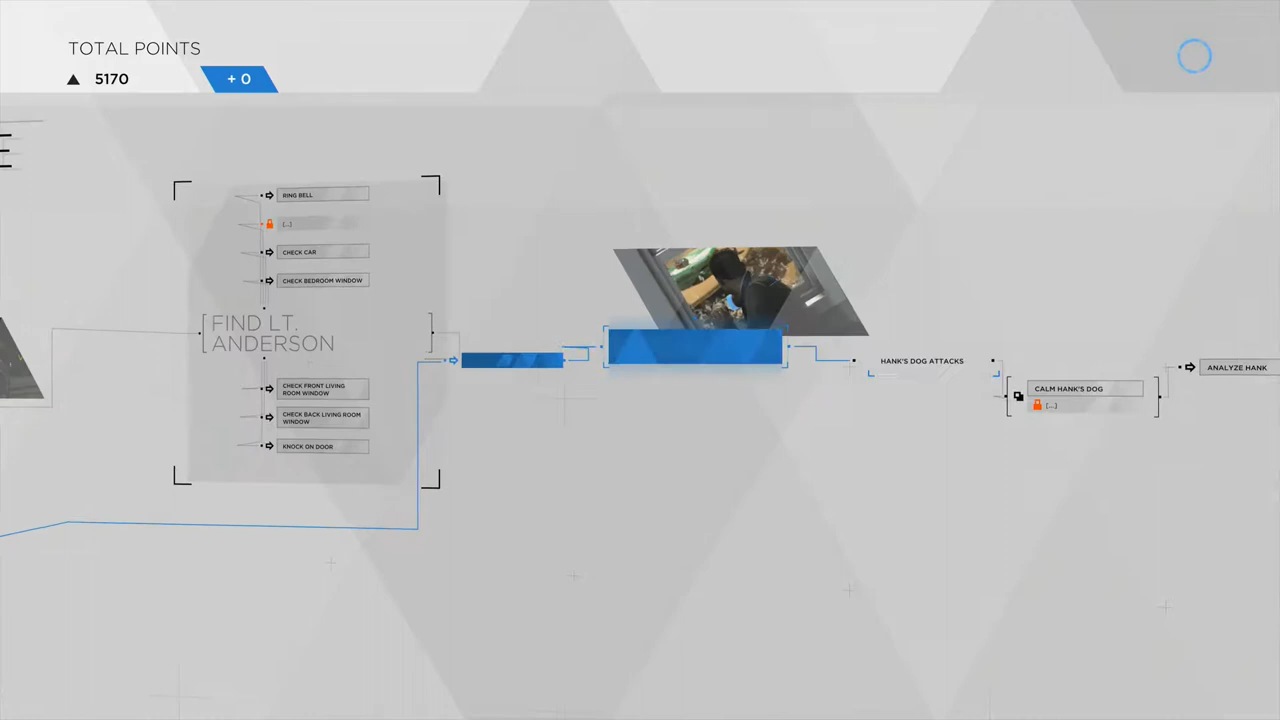 TOTAL POINTS
5170
+ 0
RING BELL
[...]
CHECK CAR
CHECK BEDROOM WINDOW
FIND LT.
ANDERSON
CHECK FRONT LIVING
ROOM WINDOW
CHECK BACK LIVING ROOM
WINDOW
KNOCK ON DOOR
HANK'S DOG ATTACKS
CALM HANK'S DOG
[...]
ANALYZE HANK